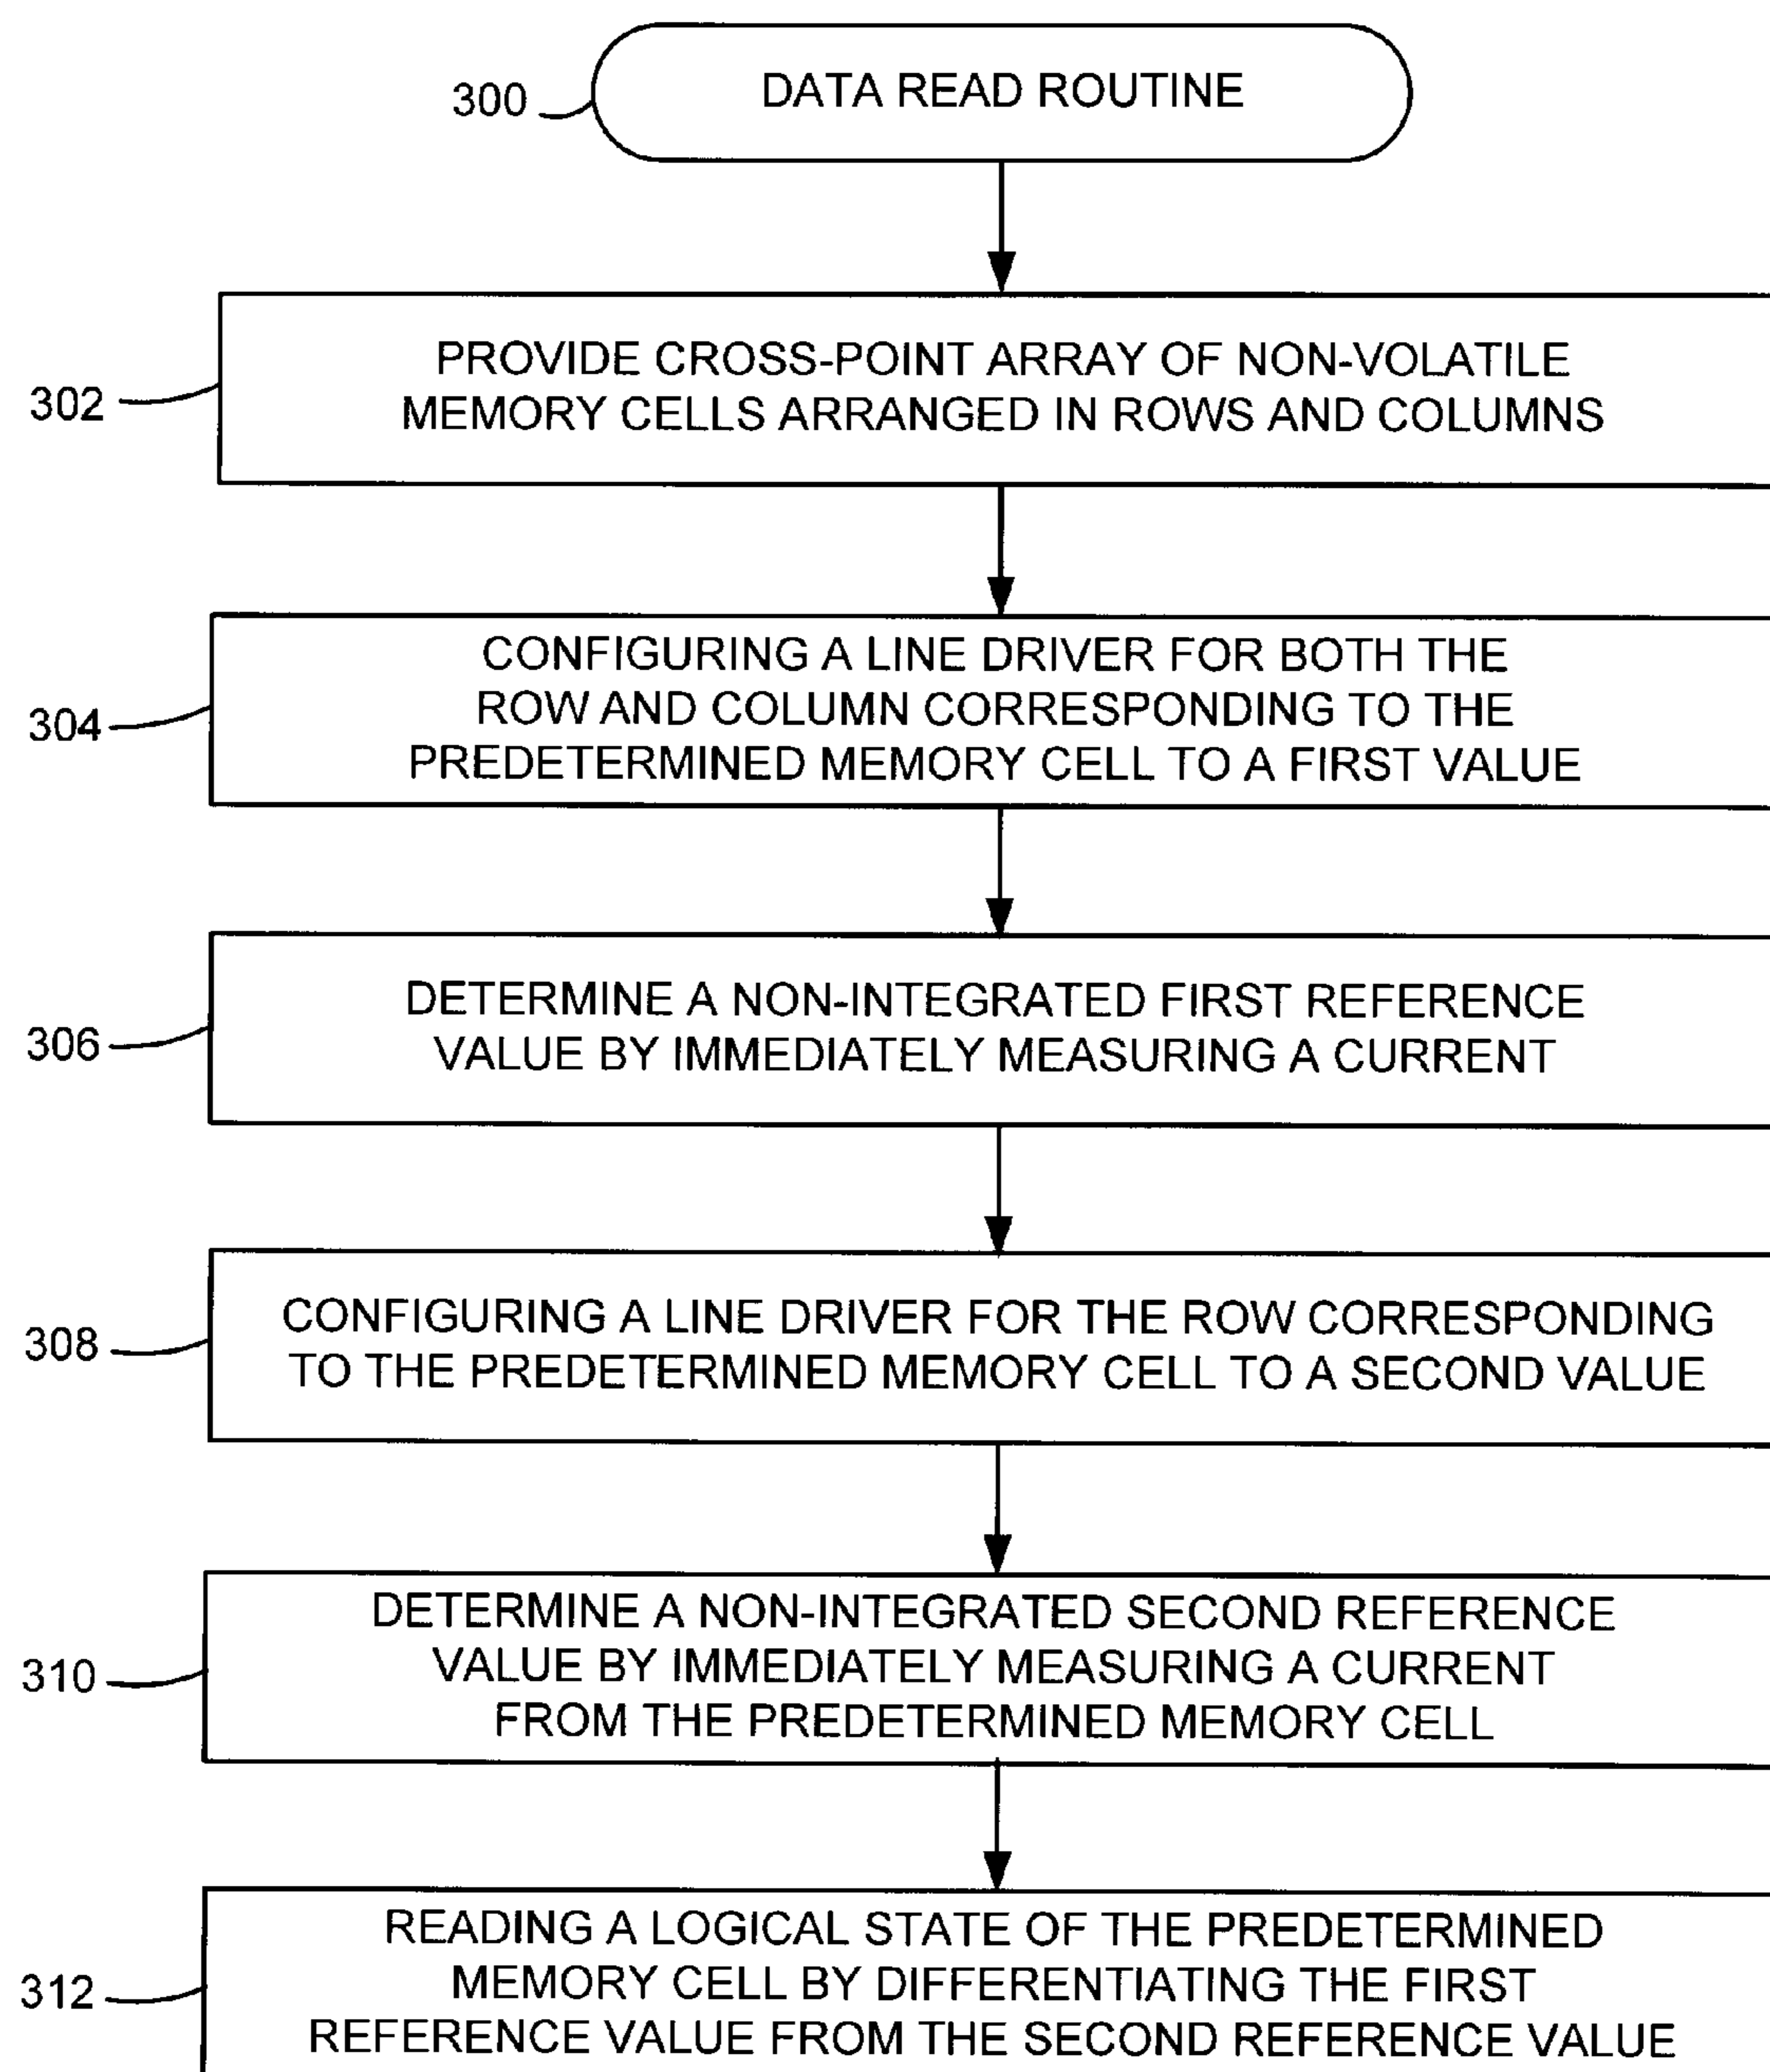 300
DATA READ ROUTINE
302
PROVIDE CROSS-POINT ARRAY OF NON-VOLATILE
MEMORY CELLS ARRANGED IN ROWS AND COLUMNS
304
CONFIGURING A LINE DRIVER FOR BOTH THE
ROW AND COLUMN CORRESPONDING TO THE
PREDETERMINED MEMORY CELL TO A FIRST VALUE
306
DETERMINE A NON-INTEGRATED FIRST REFERENCE
VALUE BY IMMEDIATELY MEASURING A CURRENT
308
CONFIGURING A LINE DRIVER FOR THE ROW CORRESPONDING
TO THE PREDETERMINED MEMORY CELL TO A SECOND VALUE
310
DETERMINE A NON-INTEGRATED SECOND REFERENCE
VALUE BY IMMEDIATELY MEASURING A CURRENT
FROM THE PREDETERMINED MEMORY CELL
312
READING A LOGICAL STATE OF THE PREDETERMINED
MEMORY CELL BY DIFFERENTIATING THE FIRST
REFERENCE VALUE FROM THE SECOND REFERENCE VALUE